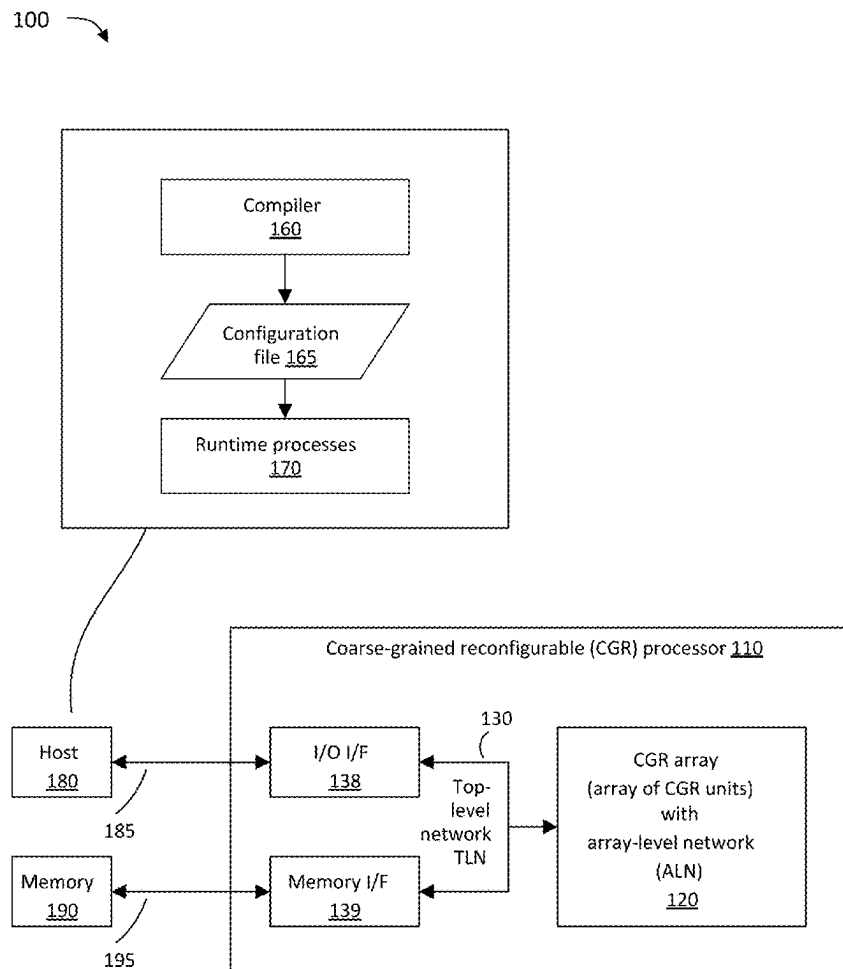 100
Compiler
160
Configuration
file 165
Runtime processes
170
Coarse-grained reconfigurable (CGR) processor 110
130
Host
180
185
I/O I/F
138
Top-
level
network
TLN
CGR array
(array of CGR units)
with
array-level network
(ALN)
120
Memory
190
195
Memory I/F
139